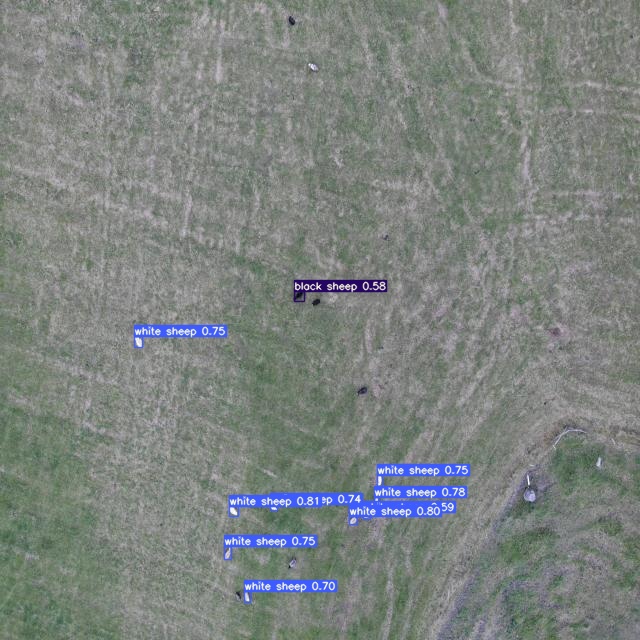 black sheep 0.58
white sheep 0.75
white sheep 0.75
white sheep 0.78
white sheep 0.81
ep 0.74
white sheep 0.80
59
white sheep 0.75
white sheep 0.70